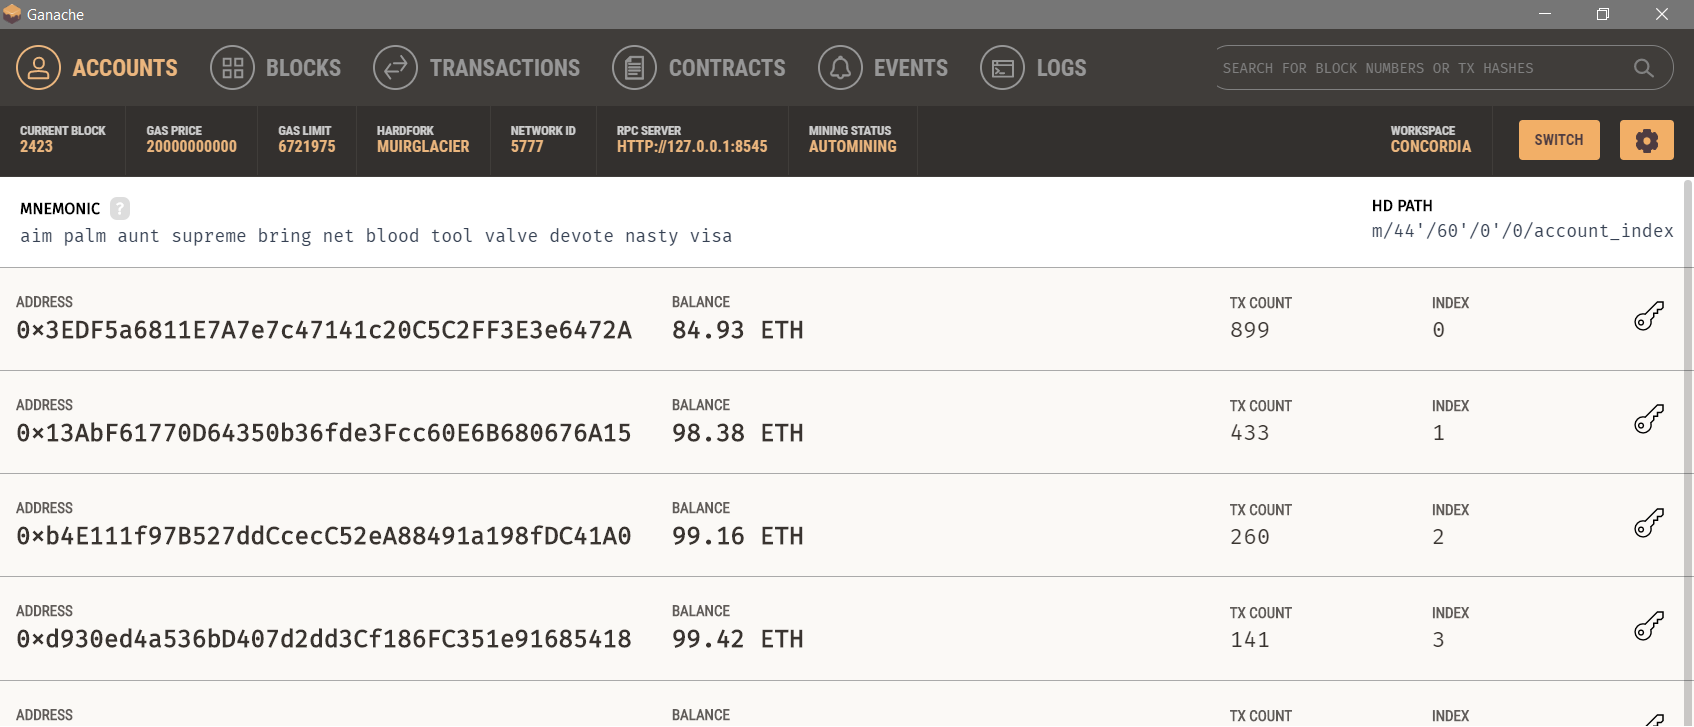 Ganache
ACCOUNTS BLOCKS TRANSACTIONS CONTRACTS EVENTS LOGS SEARCH FOR BLOCK NUMBERS OR TX HASHES
CURRENT BLOCK GAS PRICE GAS LIMIT HARDFORK NETWORK ID RPC SERVER MINING STATUS WORKSPACE
2423 20000000000 6721975 MUIRGLACIER 5777 HTTP://127.0.0.1:8545 AUTOMINING CONCORDIA SWITCH
MNEMONIC ? HD PATH
aim palm aunt supreme bring net blood tool valve devote nasty visa m/44'/60'/0'/0/account_index
ADDRESS BALANCE TX COUNT INDEX
0×3EDF5a6811E7A7e7c47141c20C5C2FF3E3e6472A 84.93 ETH 899 0
ADDRESS BALANCE TX COUNT INDEX
0×13AbF61770D64350b36fde3Fcc60E6B680676A15 98.38 ETH 433 1
ADDRESS BALANCE TX COUNT INDEX
0×b4E111f97B527ddCcecC52eA88491a198fDC41A0 99.16 ETH 260 2
ADDRESS BALANCE TX COUNT INDEX
0×d930ed4a536bD407d2dd3Cf186FC351e91685418 99.42 ETH 141 3
ADDRESS BALANCE TX COUNT INDEX